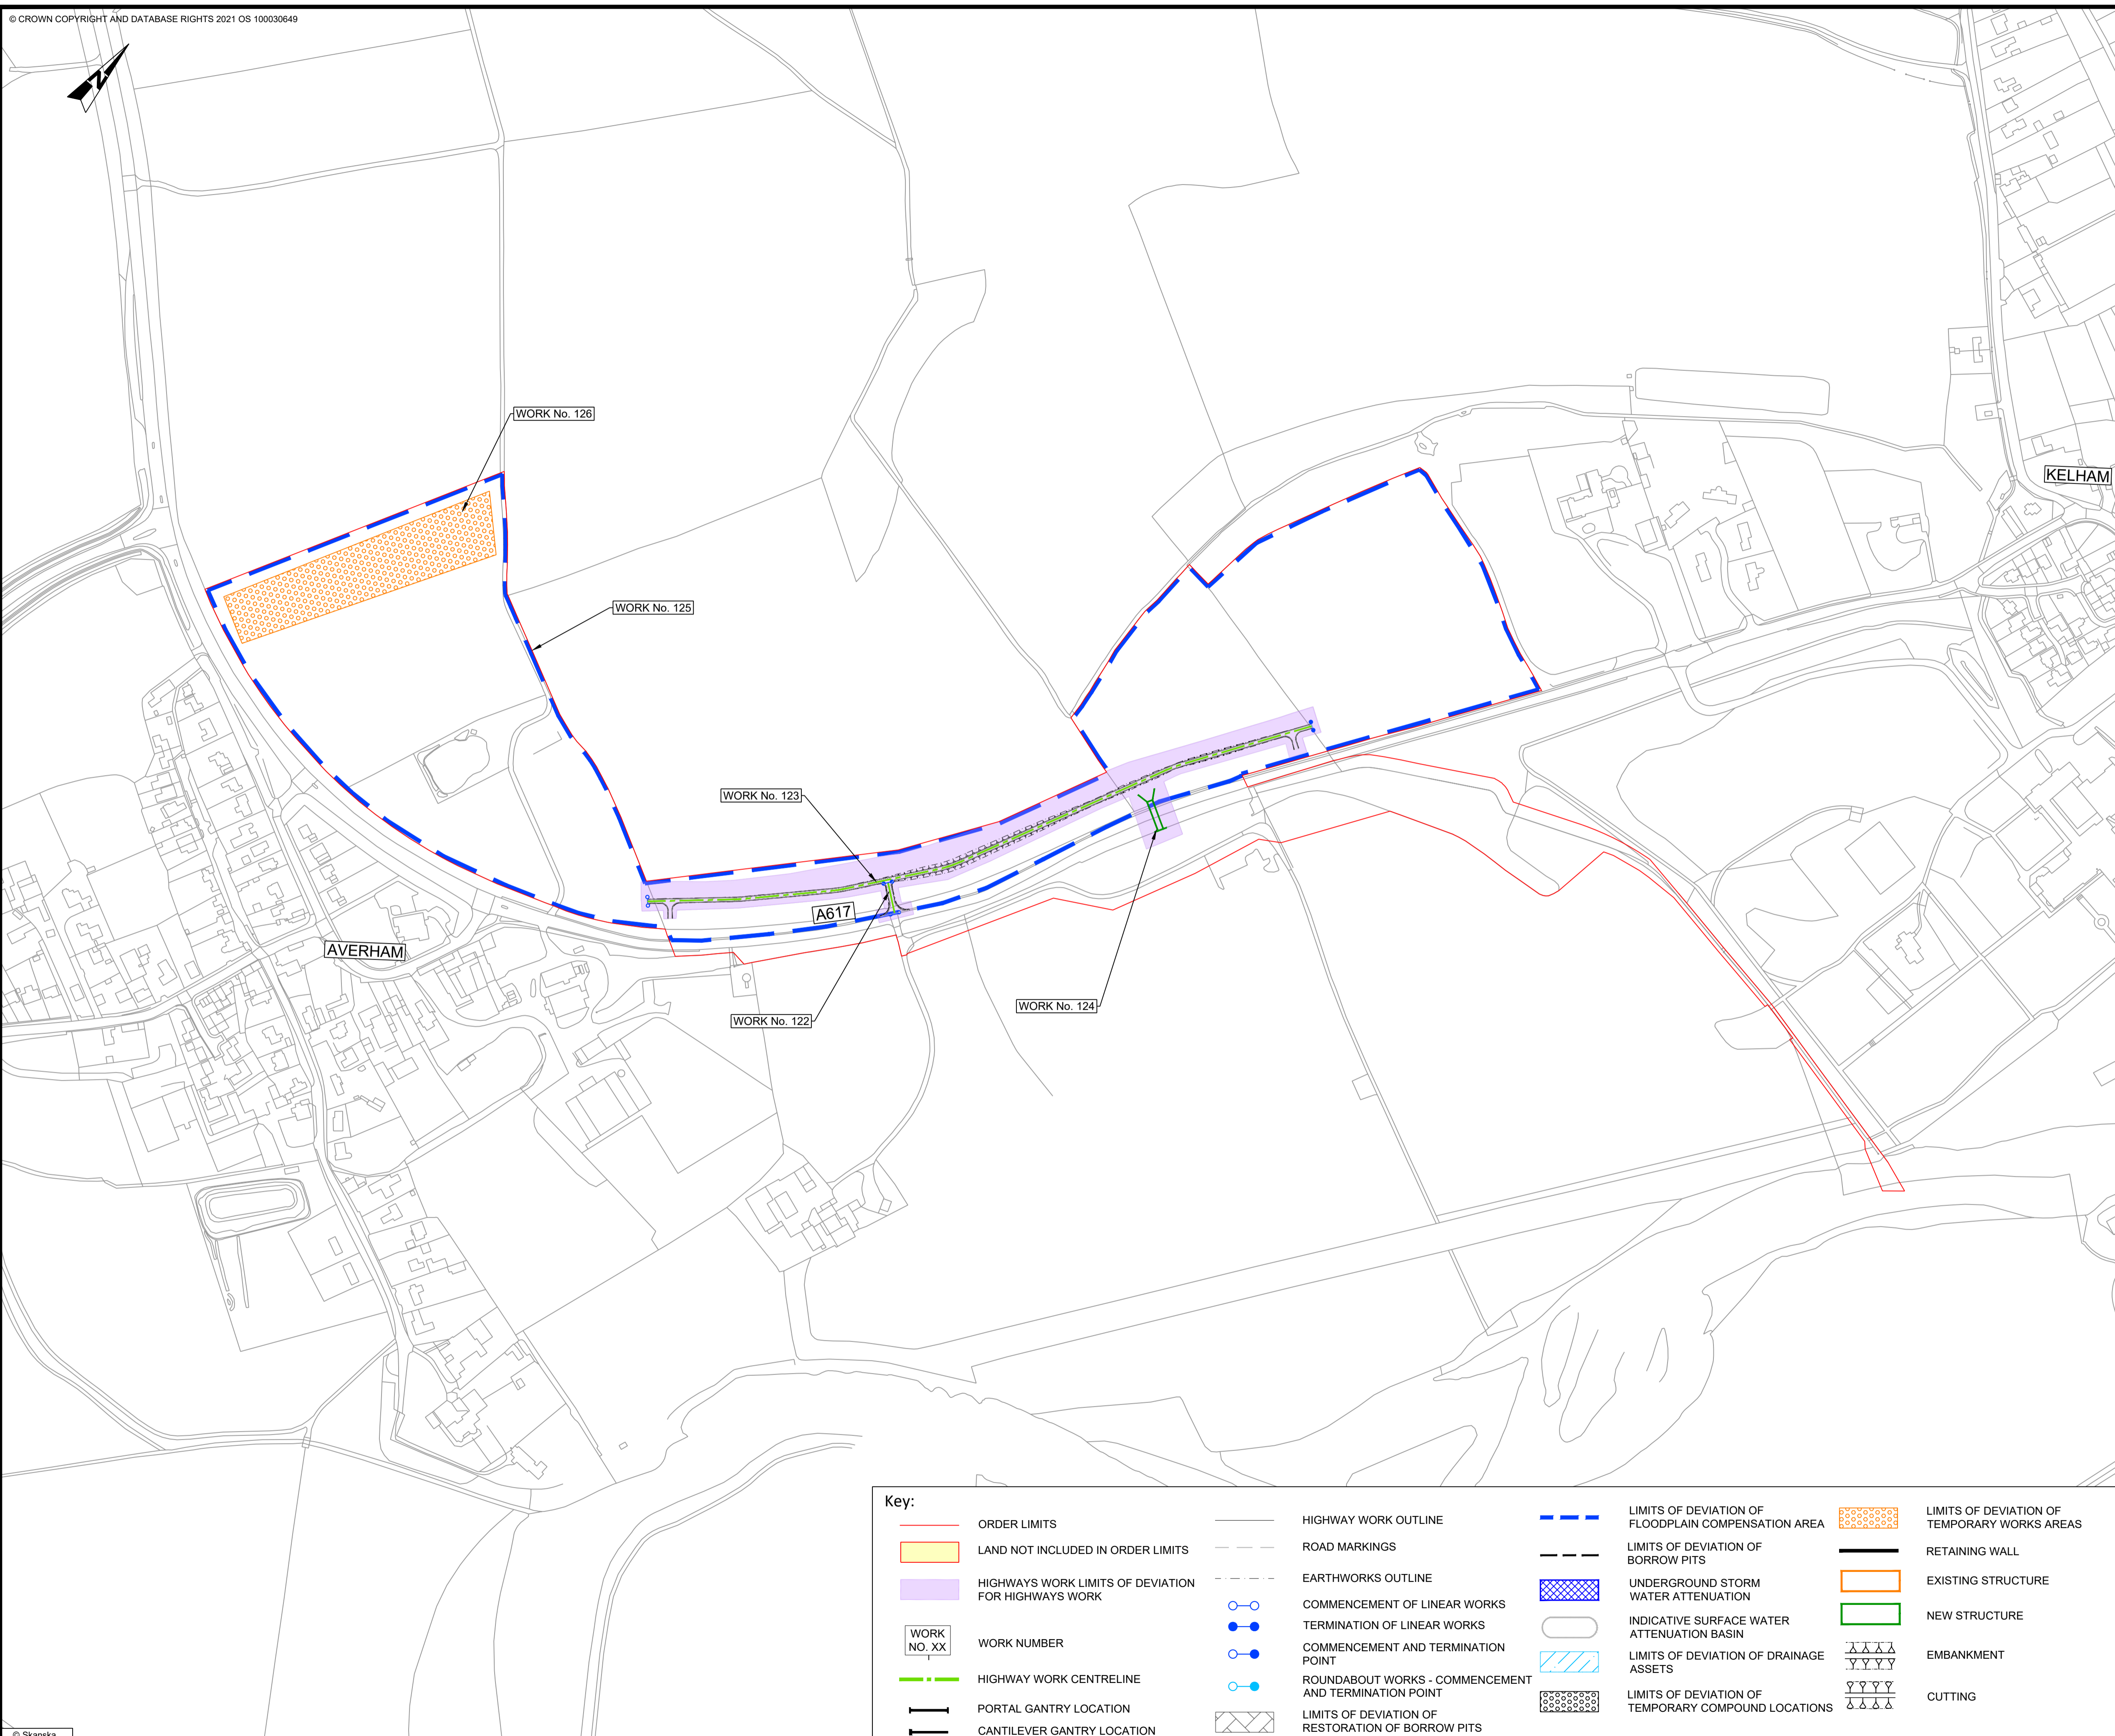 © CROWN COPYRIGHT AND DATABASE RIGHTS 2021 OS 100030649
N
WORK No. 126
KELHAM
WORK No. 125
WORK No. 123
A617
AVERHAM
WORK No. 124
WORK No. 122
Key:
ORDER LIMITS
LAND NOT INCLUDED IN ORDER LIMITS
HIGHWAYS WORK LIMITS OF DEVIATION
FOR HIGHWAYS WORK
WORK
NO. XX
WORK NUMBER
HIGHWAY WORK CENTRELINE
PORTAL GANTRY LOCATION
CANTILEVER GANTRY LOCATION
HIGHWAY WORK OUTLINE
ROAD MARKINGS
EARTHWORKS OUTLINE
COMMENCEMENT OF LINEAR WORKS
TERMINATION OF LINEAR WORKS
COMMENCEMENT AND TERMINATION
POINT
ROUNDABOUT WORKS - COMMENCEMENT
AND TERMINATION POINT
LIMITS OF DEVIATION OF
RESTORATION OF BORROW PITS
LIMITS OF DEVIATION OF
FLOODPLAIN COMPENSATION AREA
LIMITS OF DEVIATION OF
BORROW PITS
UNDERGROUND STORM
WATER ATTENUATION
INDICATIVE SURFACE WATER
ATTENUATION BASIN
LIMITS OF DEVIATION OF DRAINAGE
ASSETS
LIMITS OF DEVIATION OF
TEMPORARY COMPOUND LOCATIONS
LIMITS OF DEVIATION OF
TEMPORARY WORKS AREAS
RETAINING WALL
EXISTING STRUCTURE
NEW STRUCTURE
EMBANKMENT
CUTTING
© Skanska